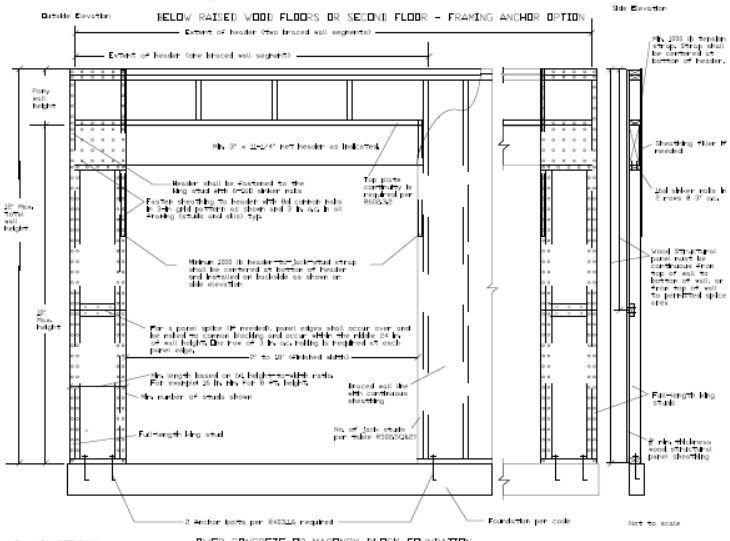 Outside Elevation
BELOW RAISED WOOD FLOORS OR SECOND FLOOR - FRAMING ANCHOR OPTION
Side Elevation
Extent of header (two braced wall segments)
Extent of header (one braced wall segment)
Pony
wall
height
Min. 1000 lb tension
strap. Strap shall
be centered at
bottom of header.
Min. 3" x 11-1/4" net header as indicated.
Sheathing filler if
needed
Header shall be fastened to the
king stud with 6-16d sinker nails
Top plate
continuity is
required per
Fasten sheathing to header with 8d common nails
in 3-in grid pattern as shown and 3 in. o.c. in all
framing (studs and sills) typ.
16d sinker nails in
2 rows @ 3" o.c.
12' Max.
total
wall
height
Minimum 1000 lb header-to-jack-stud strap
shall be centered at bottom of header
and installed on backside as shown on
side elevation
Wood Structural
panel must be
continuous from
top of wall to
bottom of wall, or
from top of wall
to permitted splice
area
10'
Max.
height
For a panel splice (if needed), panel edges shall occur over and
be nailed to common blocking and occur within the middle 24 in.
of wall height. One row of 3 in. o.c. nailing is required at each
panel edge.
2' to 18' (finished width)
Min. length based on 6:1 height-to-width ratio.
For example 16 in. min. for 8 ft. height.
Min. number of studs shown
Braced wall line
with continuous
sheathing
Full-length king
studs
Full-length king stud
No. of jack studs
per table
min. thickness
wood structural
panel sheathing
2 Anchor bolts per R403.1.6 required
Foundation per code
Not to scale
OVER CONCRETE OR MASONRY BLOCK FOUNDATION